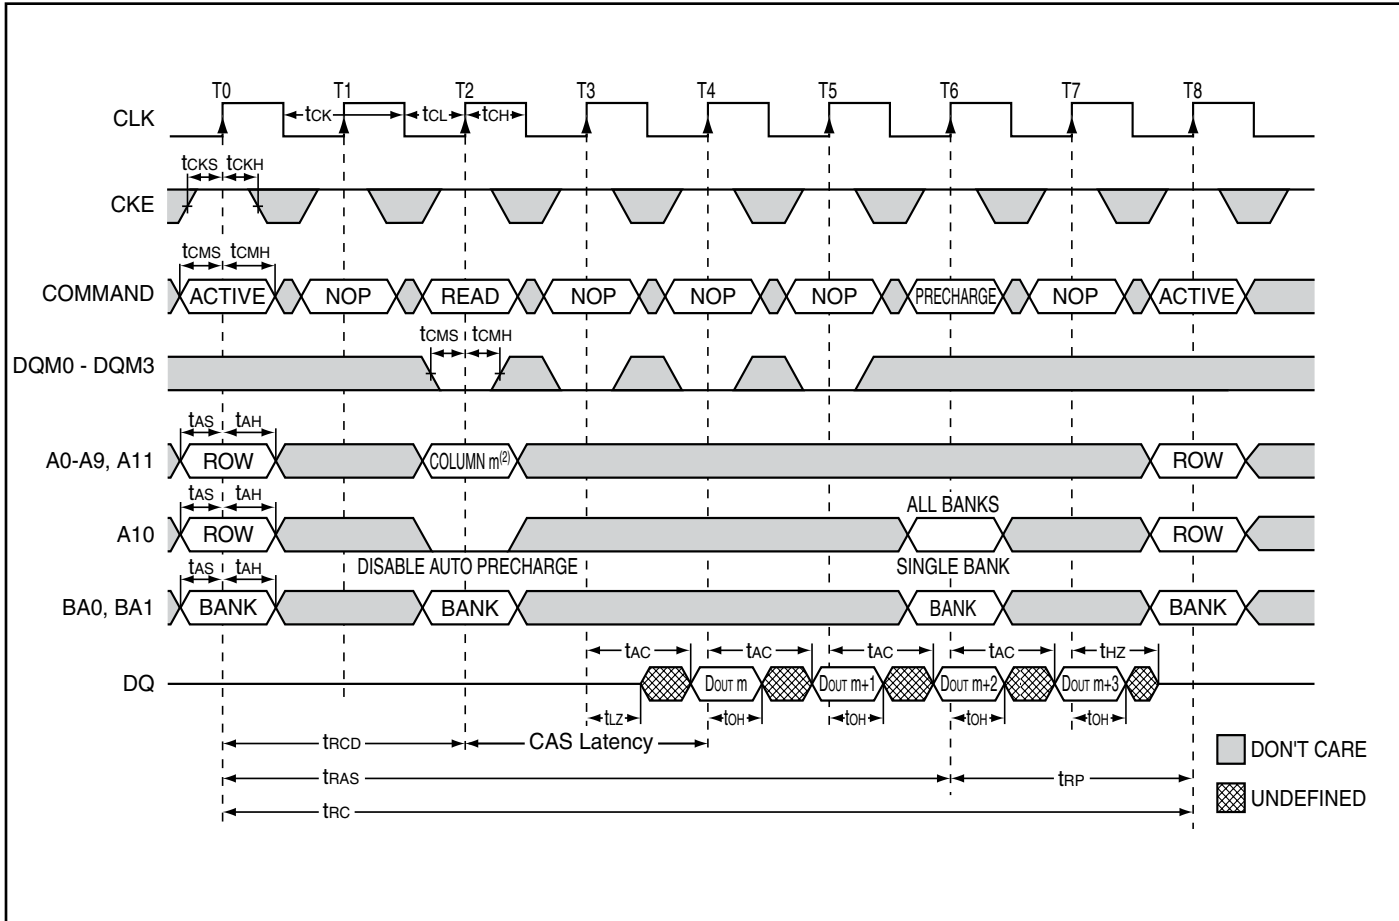 T0 T1 T2 T3 T4 T5 T6 T7 T8
CLK tCK tCL tCH
tCKS tCKH
CKE
tCMS tCMH
COMMAND ACTIVE NOP READ NOP NOP NOP PRECHARGE NOP ACTIVE
tCMS tCMH
DQM0 - DQM3
tAS tAH
A0-A9, A11 ROW COLUMN m(2) ROW
tAS tAH ALL BANKS
A10 ROW ROW
tAS tAH DISABLE AUTO PRECHARGE SINGLE BANK
BA0, BA1 BANK BANK BANK BANK
tAC tAC tAC tAC tHZ
DQ DOUT m DOUT m+1 DOUT m+2 DOUT m+3
tLZ tOH tOH tOH tOH
tRCD CAS Latency
DON'T CARE
tRAS tRP
UNDEFINED
tRC